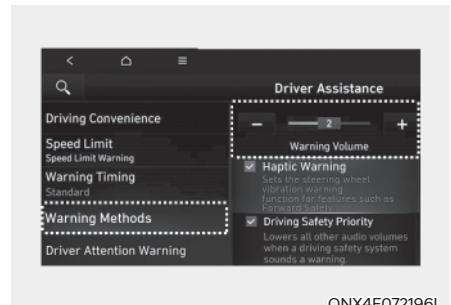 Driver Assistance
Driving Convenience
Speed Limit
Speed Limit Warning
Warning Timing
Standard
Warning Methods
Driver Attention Warning
− 2 +
Warning Volume
Haptic Warning
Sets the steering wheel
vibration warning
function for features such as
Forward Safety.
Driving Safety Priority
Lowers all other audio volumes
when a driving safety system
sounds a warning.
ONX4E072196L